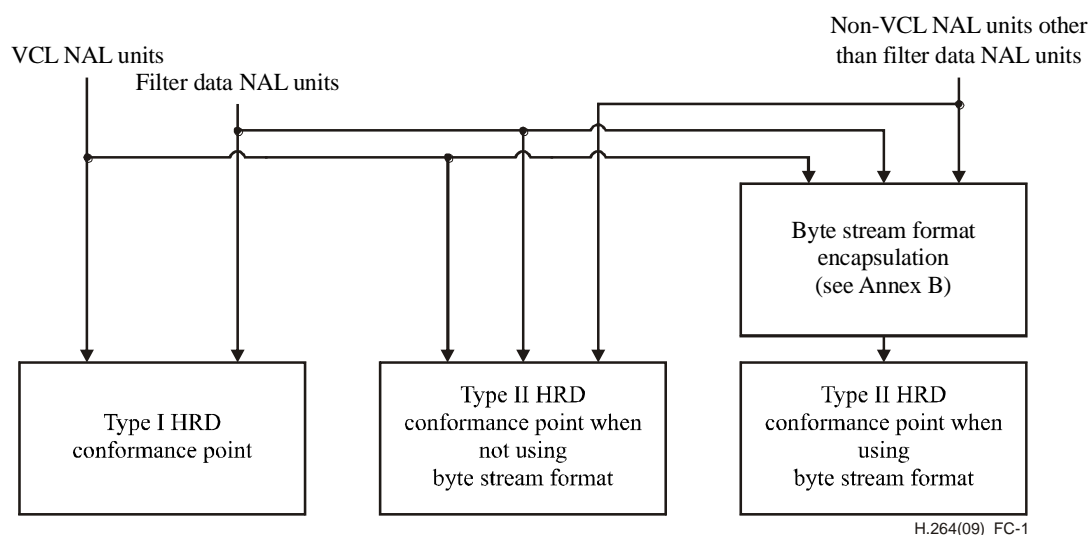 VCL NAL units
Filter data NAL units
Non-VCL NAL units other
than filter data NAL units
Byte stream format
encapsulation
(see Annex B)
Type I HRD
conformance point
Type II HRD
conformance point when
not using
byte stream format
Type II HRD
conformance point when
using
byte stream format
H.264(09)_FC-1